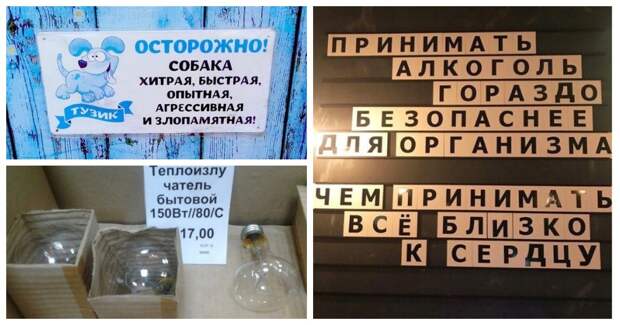 ОСТОРОЖНО!
СОБАКА
ХИТРАЯ, БЫСТРАЯ,
ОПЫТНАЯ,
АГРЕССИВНАЯ
И ЗЛОПАМЯТНАЯ!
ТУЗИК
Теплоизлу
чатель
бытовой
150Вт//80/С
17,00
ПРИНИМАТЬ
АЛКОГОЛЬ
ГОРАЗДО
БЕЗОПАСНЕЕ
ДЛЯ ОРГАНИЗМА
ЧЕМ ПРИНИМАТЬ
ВСЁ БЛИЗКО
К СЕРДЦУ